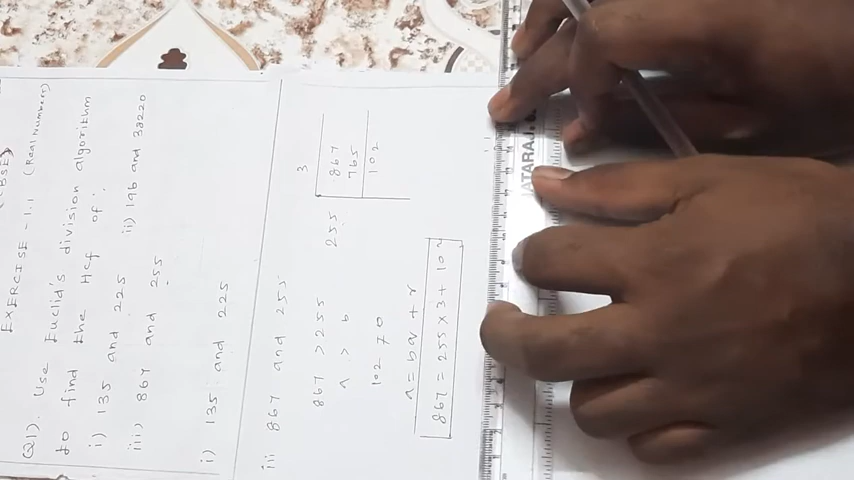 EXERCISE - 1.1 (Real Numbers)
Q1). Use Euclid's division algorithm
to find the Hcf of:
i) 135 and 225 ii) 196 and 38220
iii) 867 and 255
i) 135 and 225
iii 867 and 255
867 > 255
a > b
3
255 867
765
102
102 ≠ 0
a = bq + r
867 = 255 x 3 + 102
ATARAJ